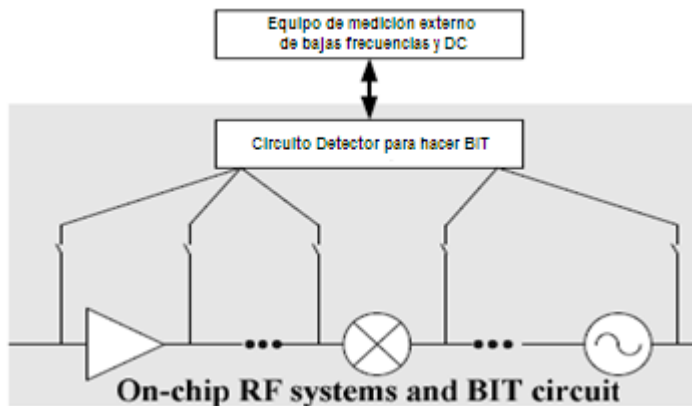 Equipo de medición externo
de bajas frecuencias y DC
Circuito Detector para hacer BIT
On-chip RF systems and BIT circuit